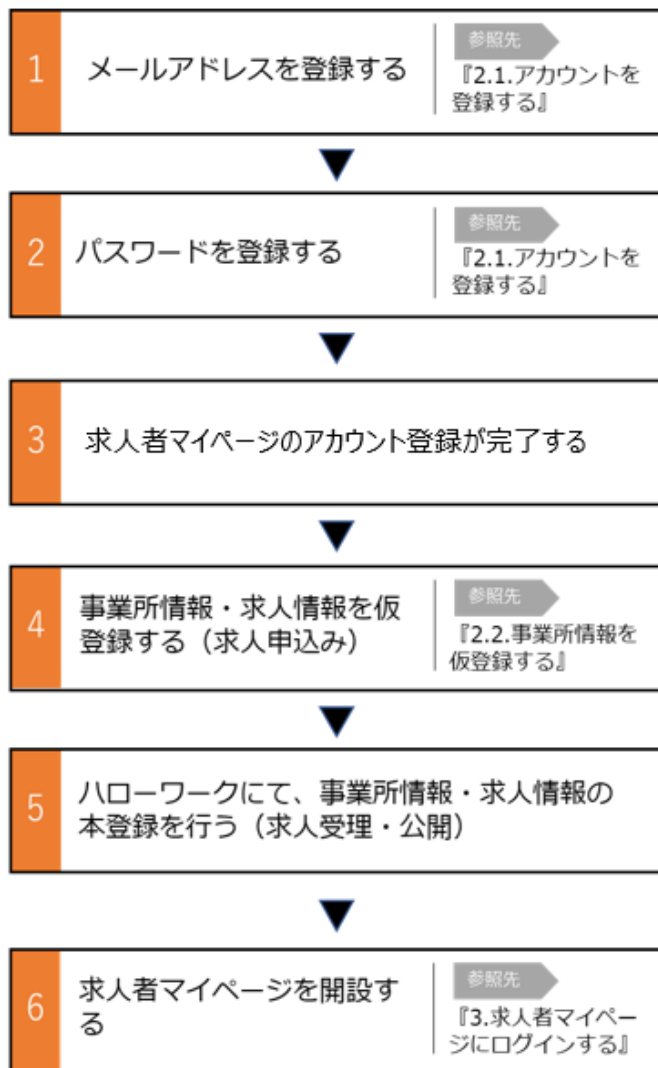 1
メールアドレスを登録する
参照先
『2.1.アカウントを
登録する』
2
パスワードを登録する
参照先
『2.1.アカウントを
登録する』
3
求人者マイページのアカウント登録が完了する
4
事業所情報・求人情報を仮
登録する（求人申込み）
参照先
『2.2.事業所情報を
仮登録する』
5
ハローワークにて、事業所情報・求人情報の
本登録を行う（求人受理・公開）
6
求人者マイページを開設す
る
参照先
『3.求人者マイペー
ジにログインする』